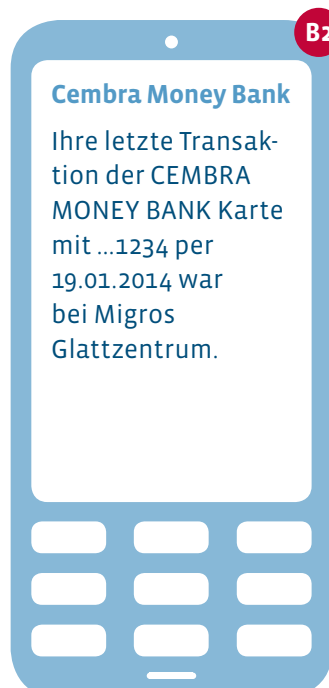 B2
Cembra Money Bank
Ihre letzte Transak-
tion der CEMBRA
MONEY BANK Karte
mit ...1234 per
19.01.2014 war
bei Migros
Glattzentrum.